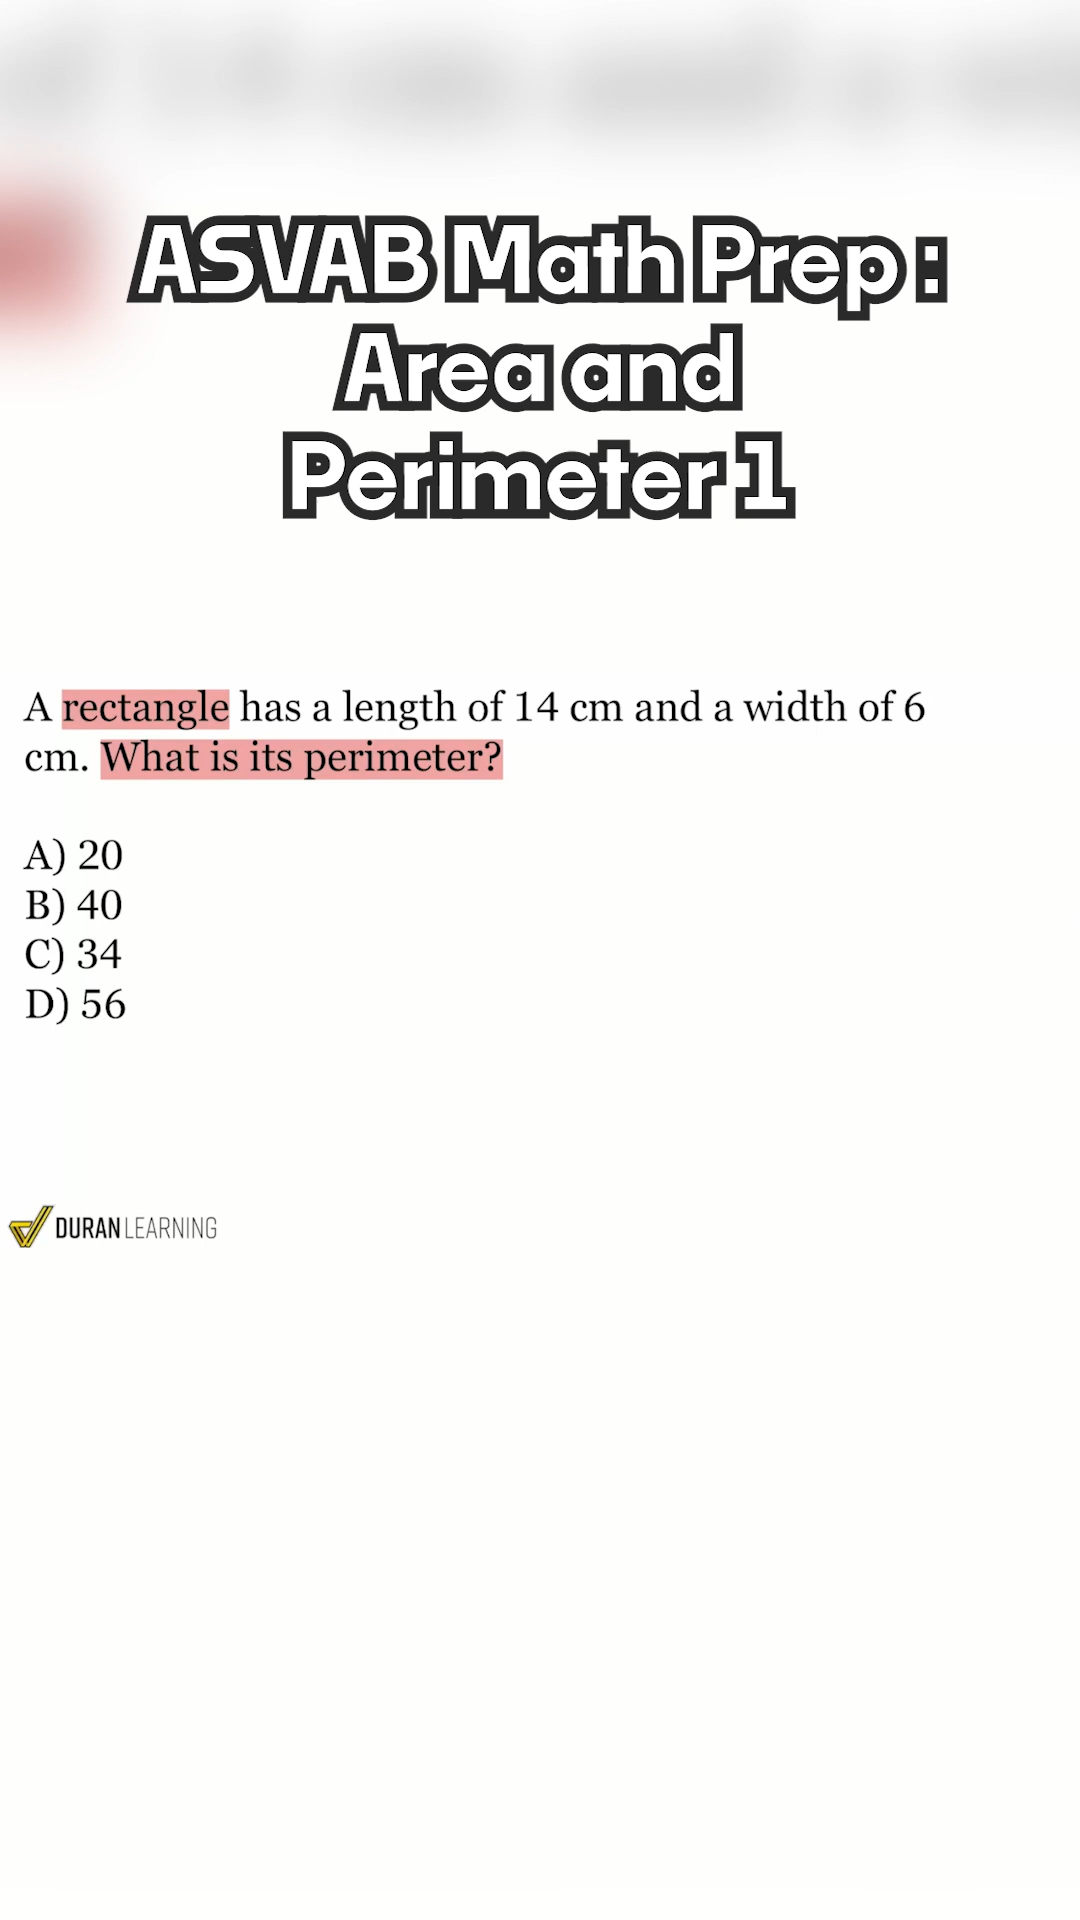 ASVAB Math Prep :
Area and
Perimeter 1
A rectangle has a length of 14 cm and a width of 6
cm. What is its perimeter?
A) 20
B) 40
C) 34
D) 56
DURAN LEARNING